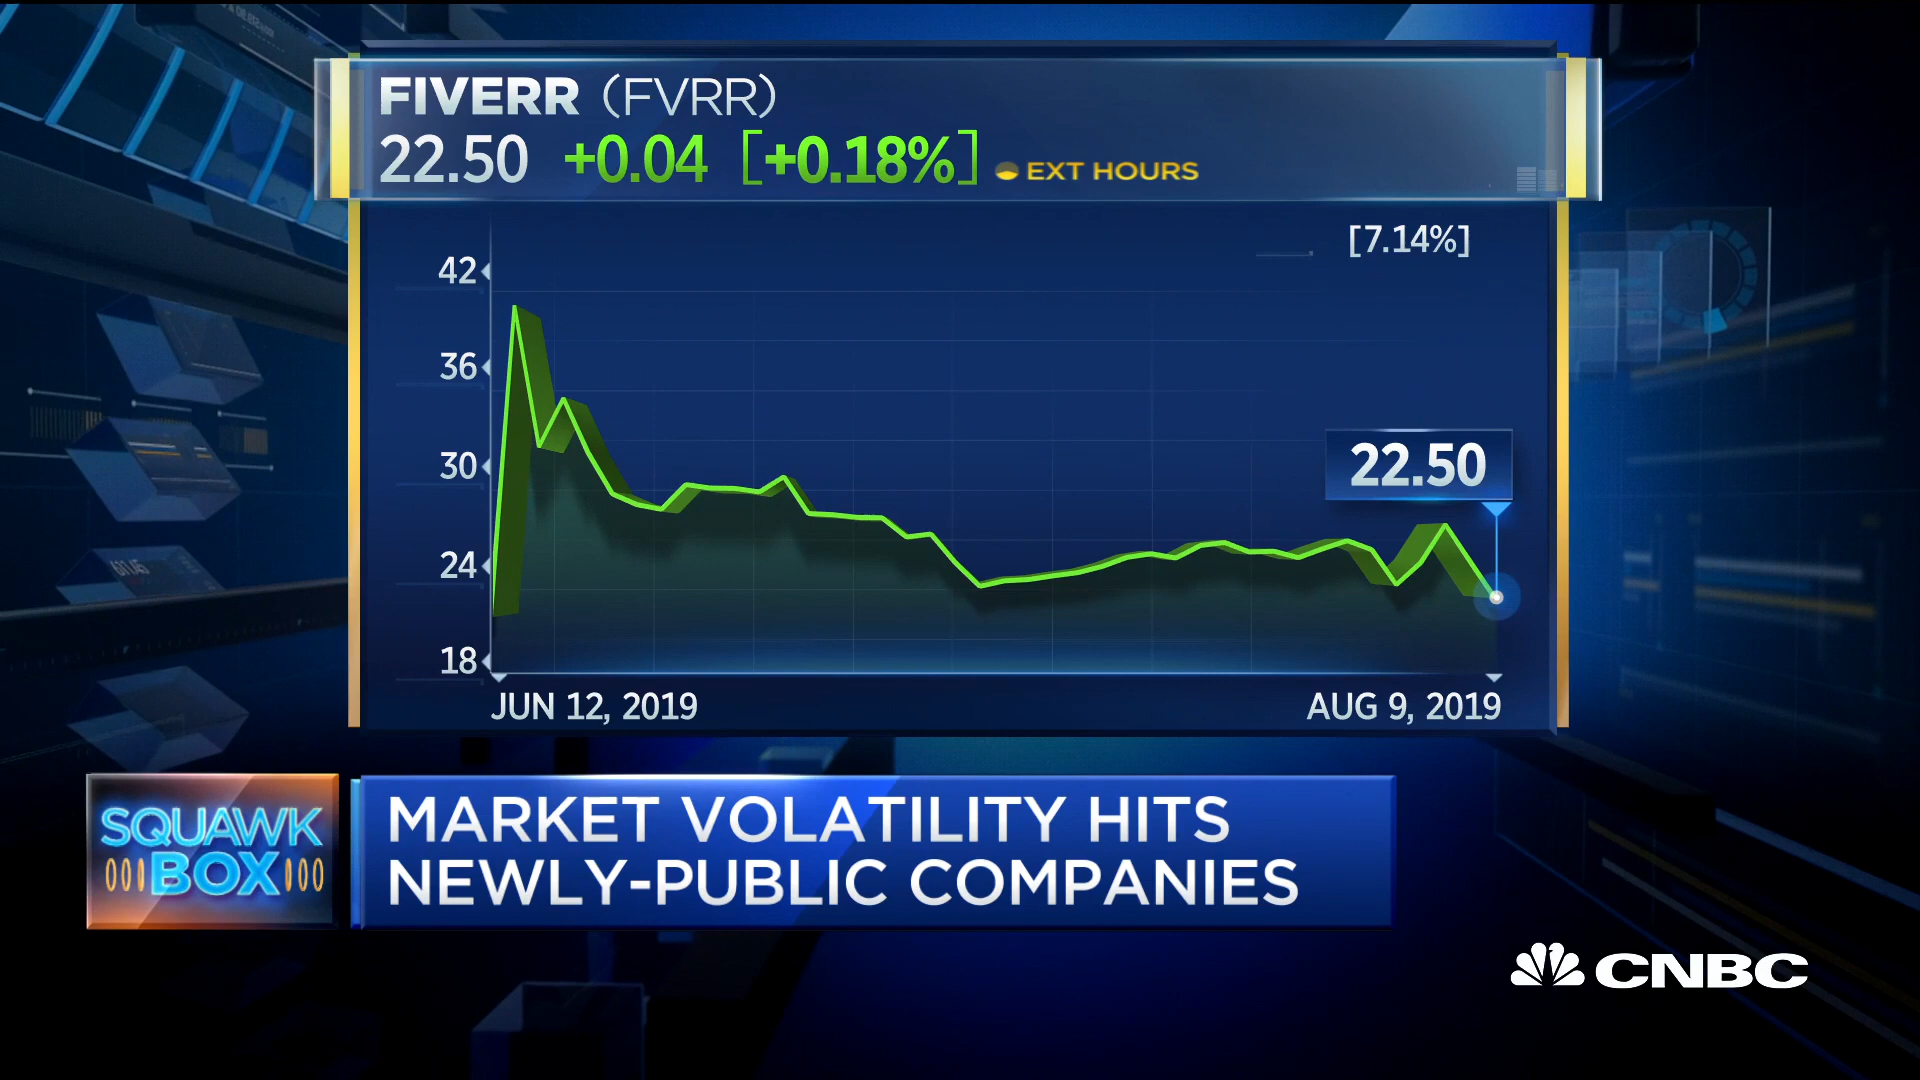 FIVERR (FVRR)
22.50 +0.04 [+0.18%] EXT HOURS
[7.14%]
42
36
30
24
18
22.50
JUN 12, 2019
AUG 9, 2019
SQUAWK
BOX
MARKET VOLATILITY HITS
NEWLY-PUBLIC COMPANIES
CNBC